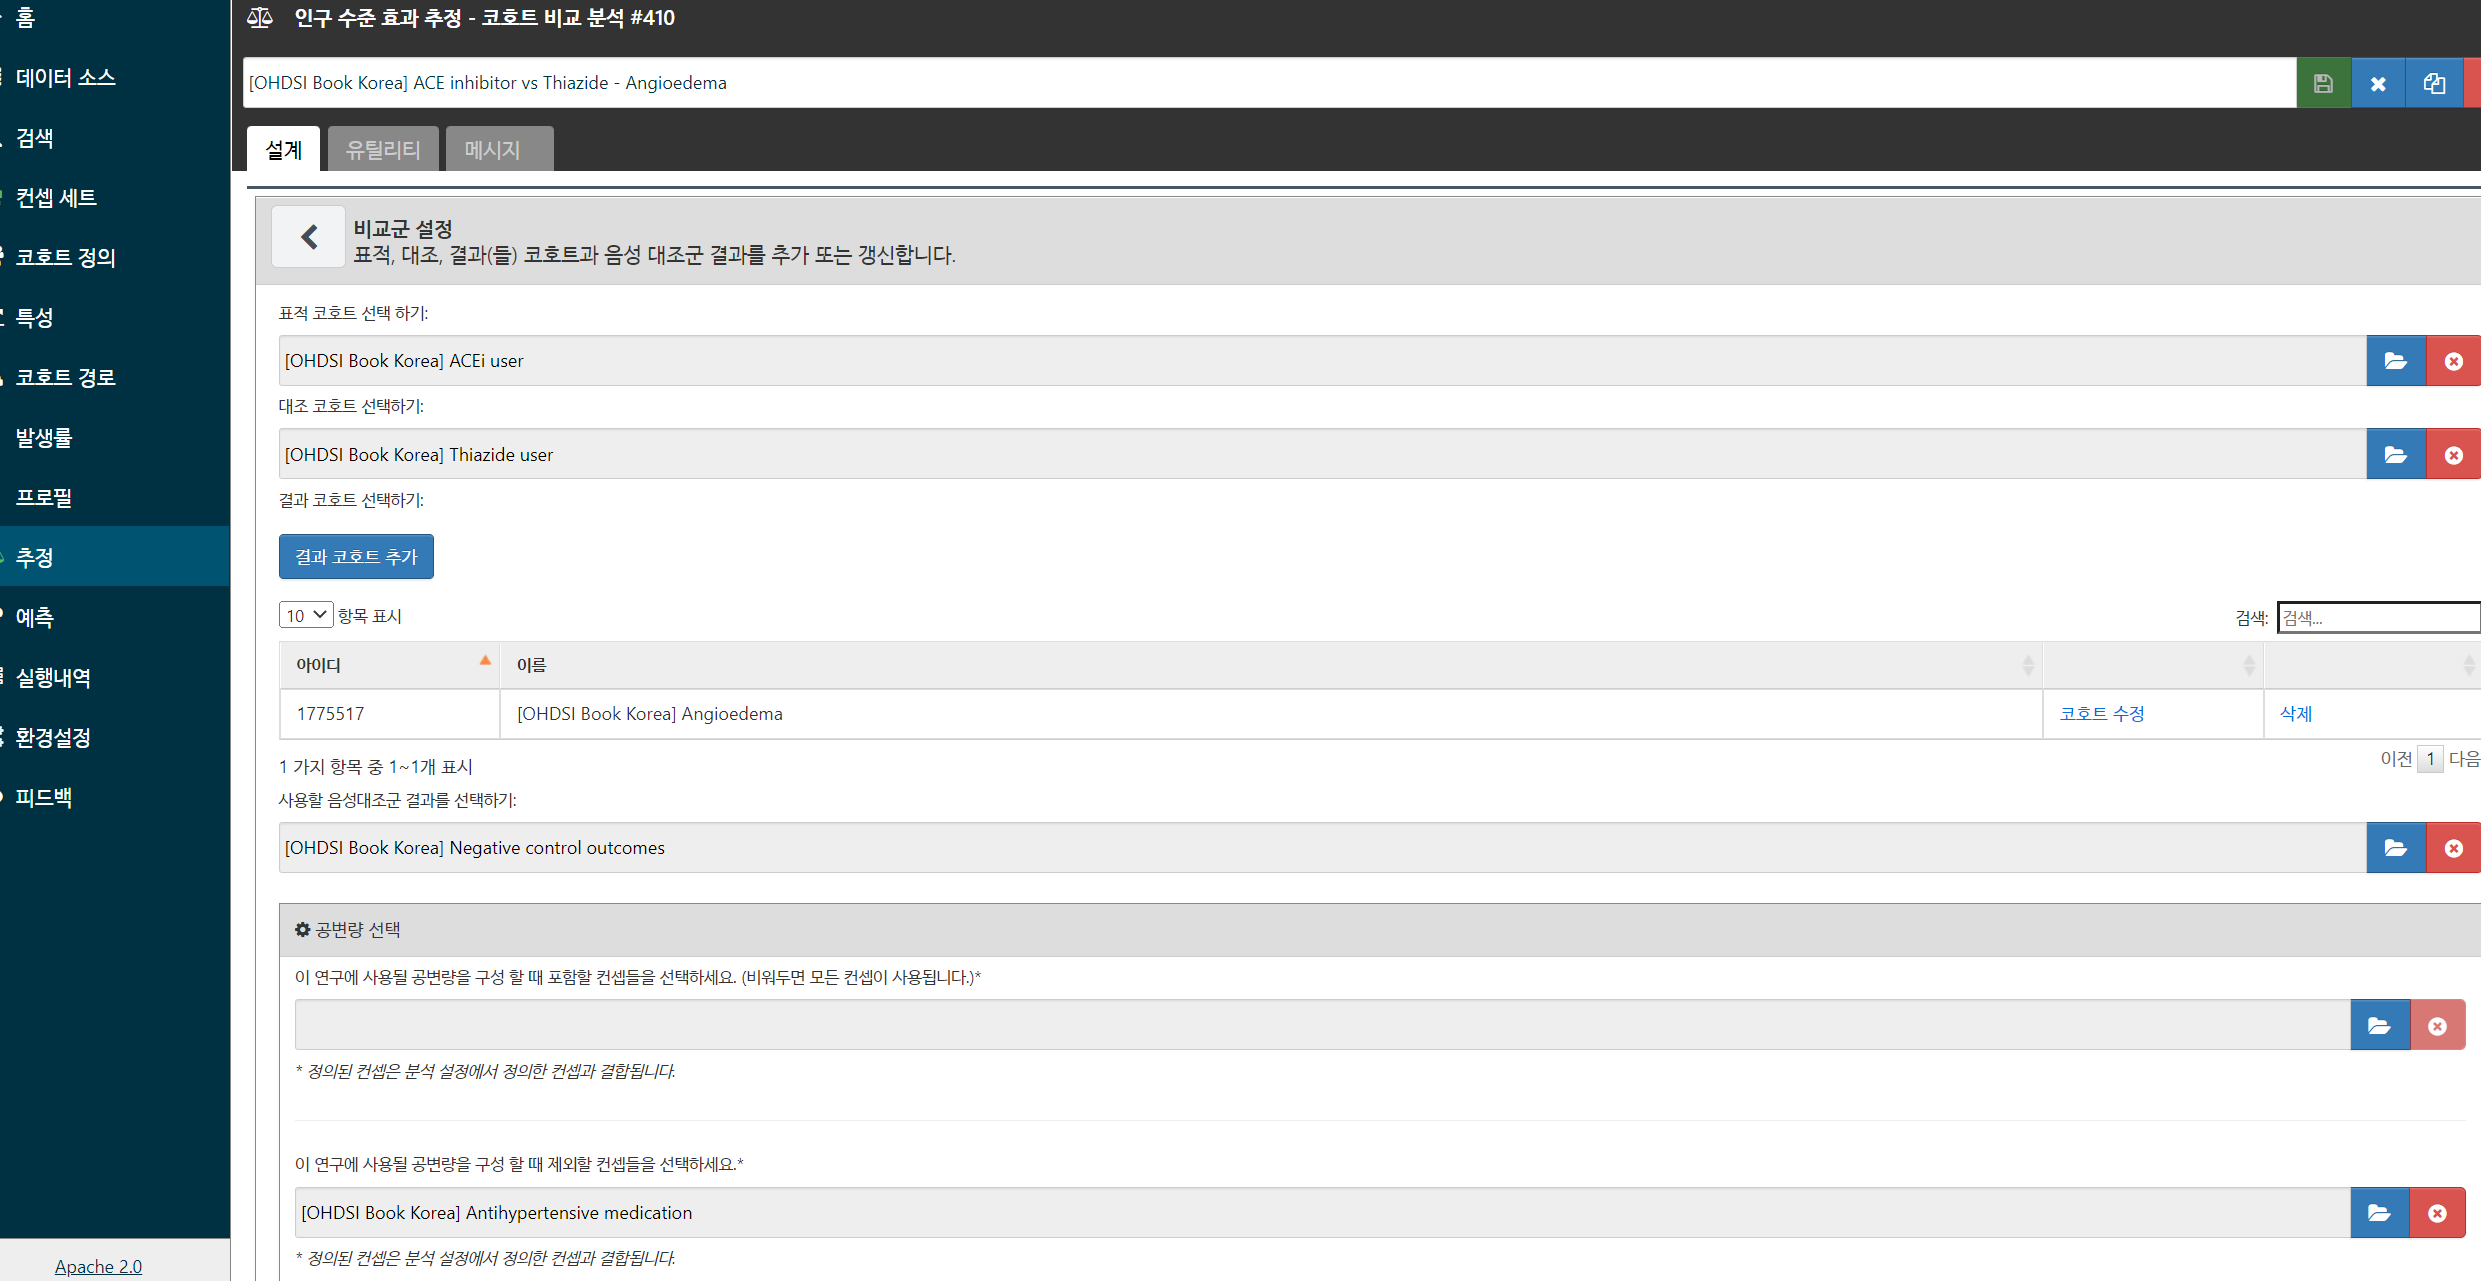 홈
데이터 소스
검색
컨셉 세트
코호트 정의
특성
코호트 경로
발생률
프로필
추정
예측
실행내역
환경설정
피드백
Apache 2.0
인구 수준 효과 추정 - 코호트 비교 분석 #410
[OHDSI Book Korea] ACE inhibitor vs Thiazide - Angioedema
설계 유틸리티 메시지
비교군 설정
표적, 대조, 결과(들) 코호트과 음성 대조군 결과를 추가 또는 갱신합니다.
표적 코호트 선택 하기:
[OHDSI Book Korea] ACEi user
대조 코호트 선택하기:
[OHDSI Book Korea] Thiazide user
결과 코호트 선택하기:
결과 코호트 추가
10 항목 표시 검색: 검색...
아이디 이름
1775517 [OHDSI Book Korea] Angioedema 코호트 수정 삭제
1 가지 항목 중 1~1개 표시 이전 1 다음
사용할 음성대조군 결과를 선택하기:
[OHDSI Book Korea] Negative control outcomes
공변량 선택
이 연구에 사용될 공변량을 구성 할 때 포함할 컨셉들을 선택하세요. (비워두면 모든 컨셉이 사용됩니다.)*
* 정의된 컨셉은 분석 설정에서 정의한 컨셉과 결합됩니다.
이 연구에 사용될 공변량을 구성 할 때 제외할 컨셉들을 선택하세요.*
[OHDSI Book Korea] Antihypertensive medication
* 정의된 컨셉은 분석 설정에서 정의한 컨셉과 결합됩니다.